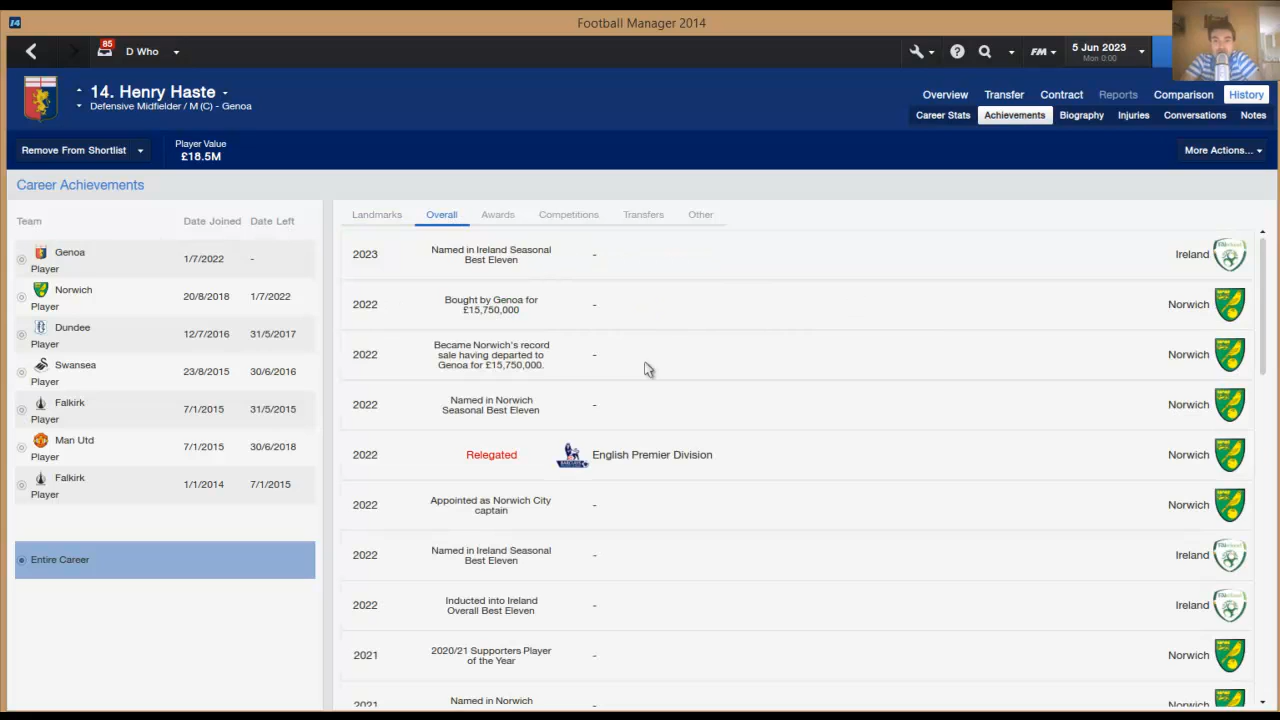 Football Manager 2014
85
D Who
FM
5 Jun 2023
Mon 0:00
14. Henry Haste
Defensive Midfielder / M (C) - Genoa
Overview
Transfer
Contract
Reports
Comparison
History
Career Stats
Achievements
Biography
Injuries
Conversations
Notes
Remove From Shortlist
Player Value
£18.5M
More Actions...
Career Achievements
Team
Date Joined
Date Left
Genoa
Player
1/7/2022
-
Norwich
Player
20/8/2018
1/7/2022
Dundee
Player
12/7/2016
31/5/2017
Swansea
Player
23/8/2015
30/6/2016
Falkirk
Player
7/1/2015
31/5/2015
Man Utd
Player
7/1/2015
30/6/2018
Falkirk
Player
1/1/2014
7/1/2015
Entire Career
Landmarks
Overall
Awards
Competitions
Transfers
Other
2023
Named in Ireland Seasonal
Best Eleven
-
Ireland
2022
Bought by Genoa for
£15,750,000
-
Norwich
2022
Became Norwich's record
sale having departed to
Genoa for £15,750,000.
-
Norwich
2022
Named in Norwich
Seasonal Best Eleven
-
Norwich
2022
Relegated
English Premier Division
Norwich
2022
Appointed as Norwich City
captain
-
Norwich
2022
Named in Ireland Seasonal
Best Eleven
-
Ireland
2022
Inducted into Ireland
Overall Best Eleven
-
Ireland
2021
2020/21 Supporters Player
of the Year
-
Norwich
2021
Named in Norwich
-
Norwich